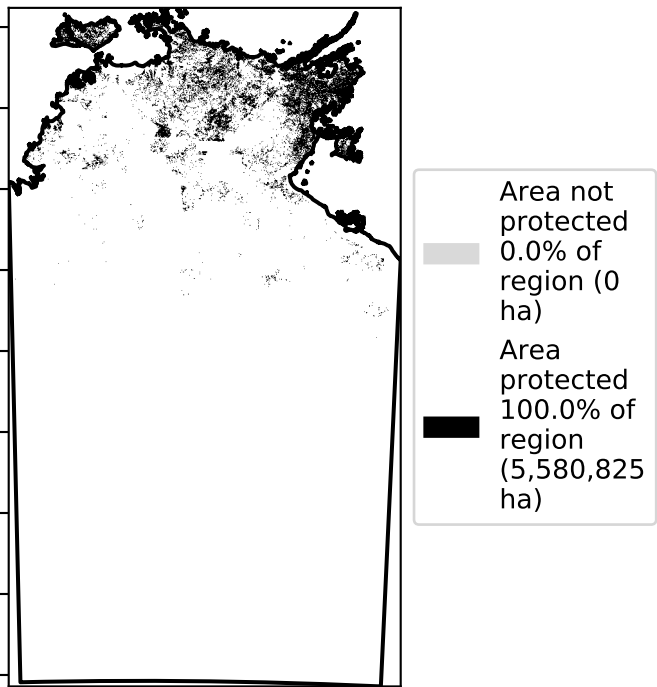 Area not
protected
0.0% of
region (0
ha)
Area
protected
100.0% of
region
(5,580,825
ha)